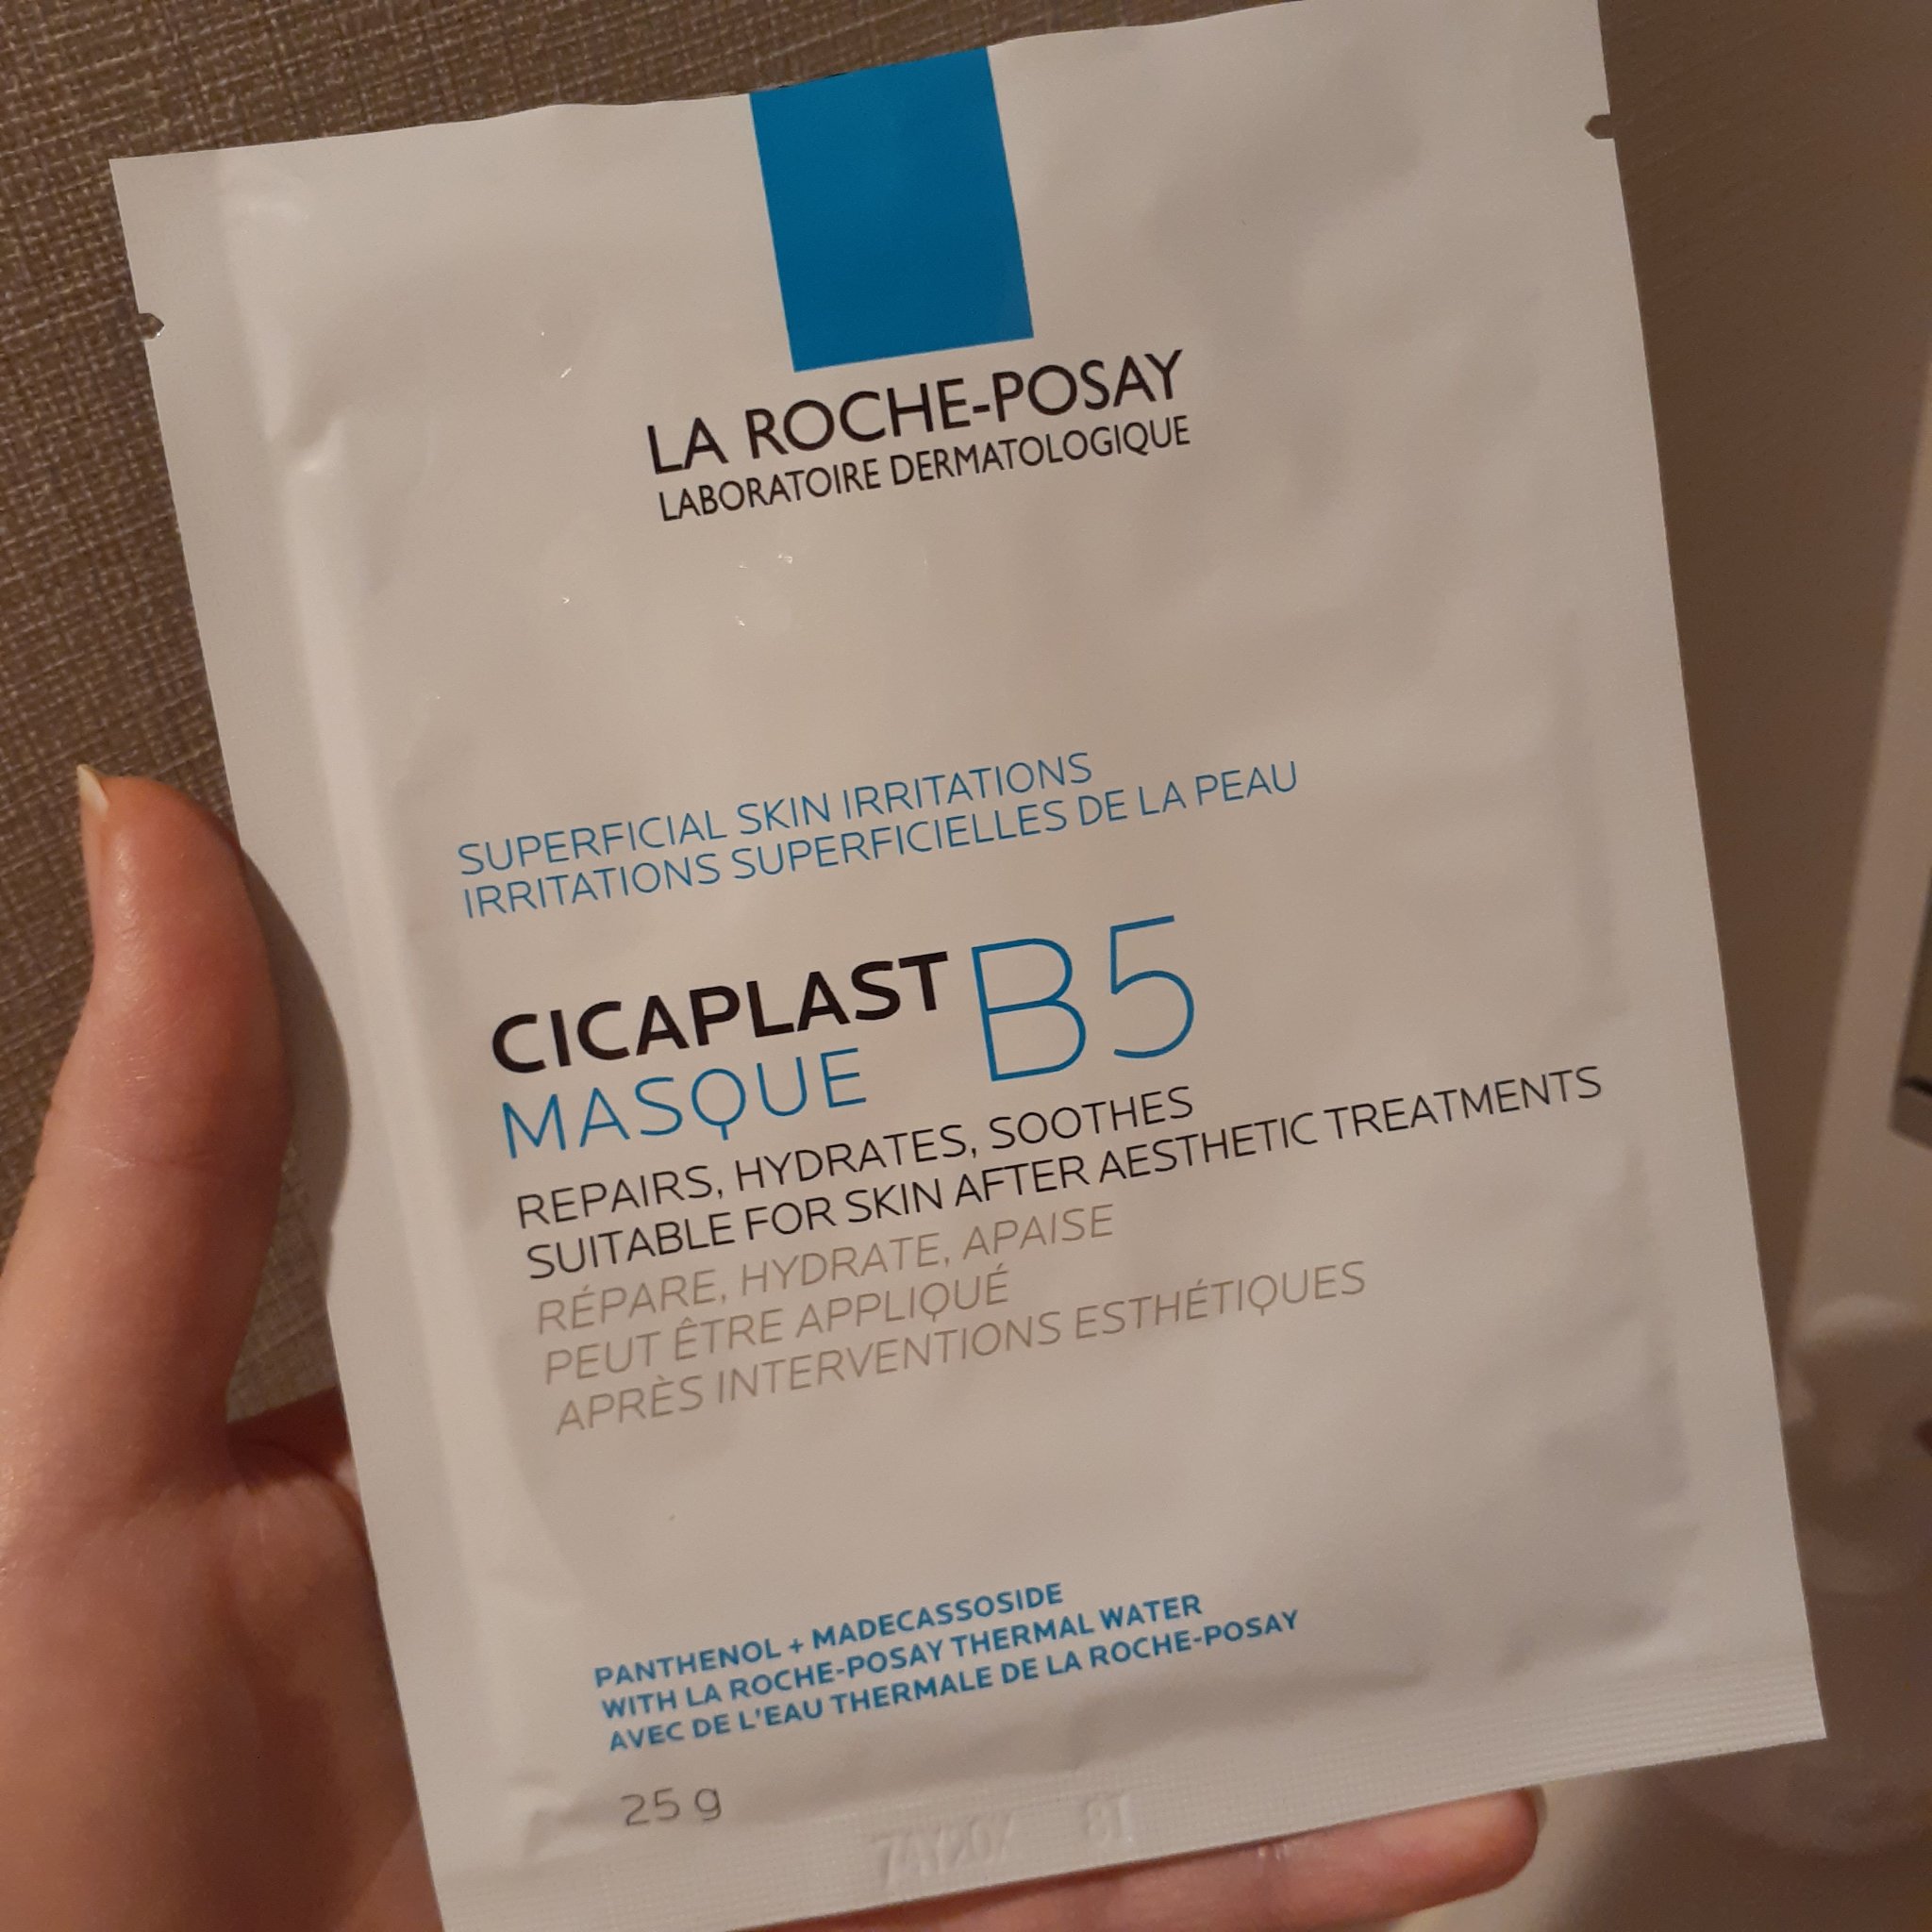 LA ROCHE-POSAY
LABORATOIRE DERMATOLOGIQUE
SUPERFICIAL SKIN IRRITATIONS
IRRITATIONS SUPERFICIELLES DE LA PEAU
CICAPLAST B5
MASQUE
REPAIRS, HYDRATES, SOOTHES
SUITABLE FOR SKIN AFTER AESTHETIC TREATMENTS
RÉPARE, HYDRATE, APAISE
PEUT ÊTRE APPLIQUÉ
APRÈS INTERVENTIONS ESTHÉTIQUES
PANTHENOL + MADECASSOSIDE
WITH LA ROCHE-POSAY THERMAL WATER
AVEC DE L'EAU THERMALE DE LA ROCHE-POSAY
25 g